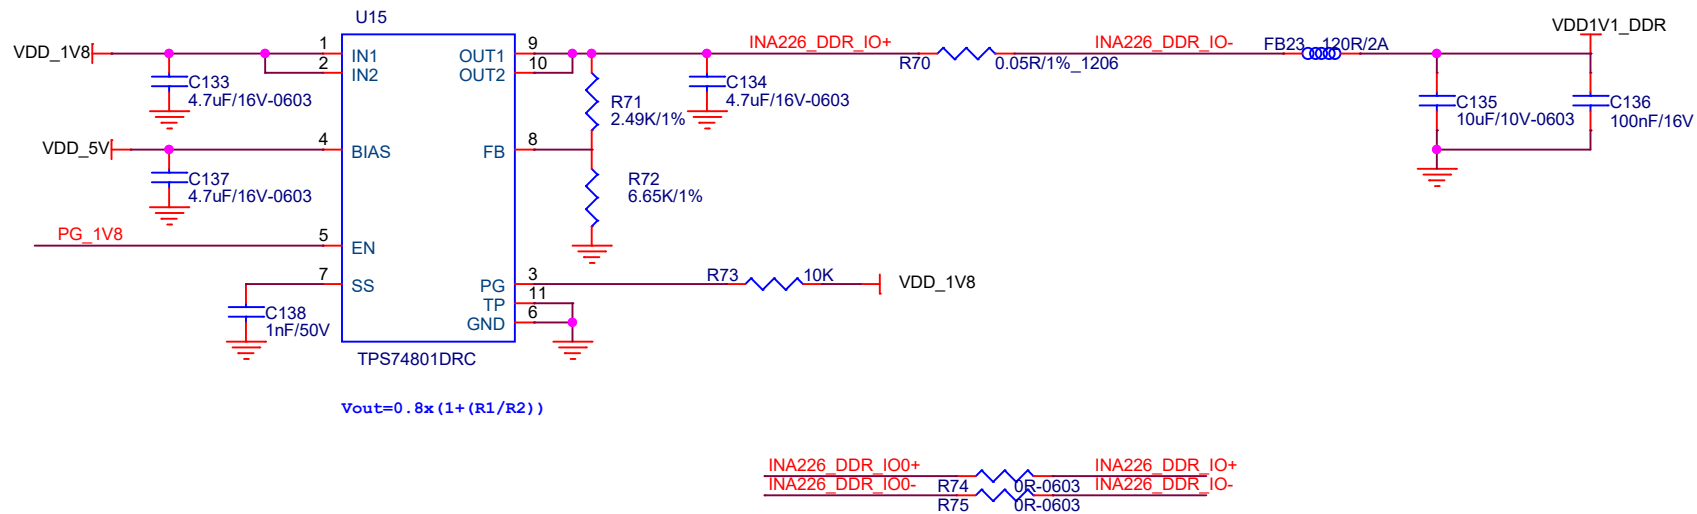 U15
VDD_1V8
1
IN1
2
IN2
C133
4.7uF/16V-0603
OUT1
9
OUT2
10
INA226_DDR_IO+
R70
0.05R/1%_1206
INA226_DDR_IO-
FB23
120R/2A
VDD1V1_DDR
R71
2.49K/1%
C134
4.7uF/16V-0603
C135
10uF/10V-0603
C136
100nF/16V
VDD_5V
4
BIAS
FB
8
C137
4.7uF/16V-0603
R72
6.65K/1%
PG_1V8
5
EN
7
SS
C138
1nF/50V
PG
3
TP
11
GND
6
R73
10K
VDD_1V8
TPS74801DRC
Vout=0.8x(1+(R1/R2))
INA226_DDR_IO0+
INA226_DDR_IO+
R74
0R-0603
INA226_DDR_IO0-
INA226_DDR_IO-
R75
0R-0603